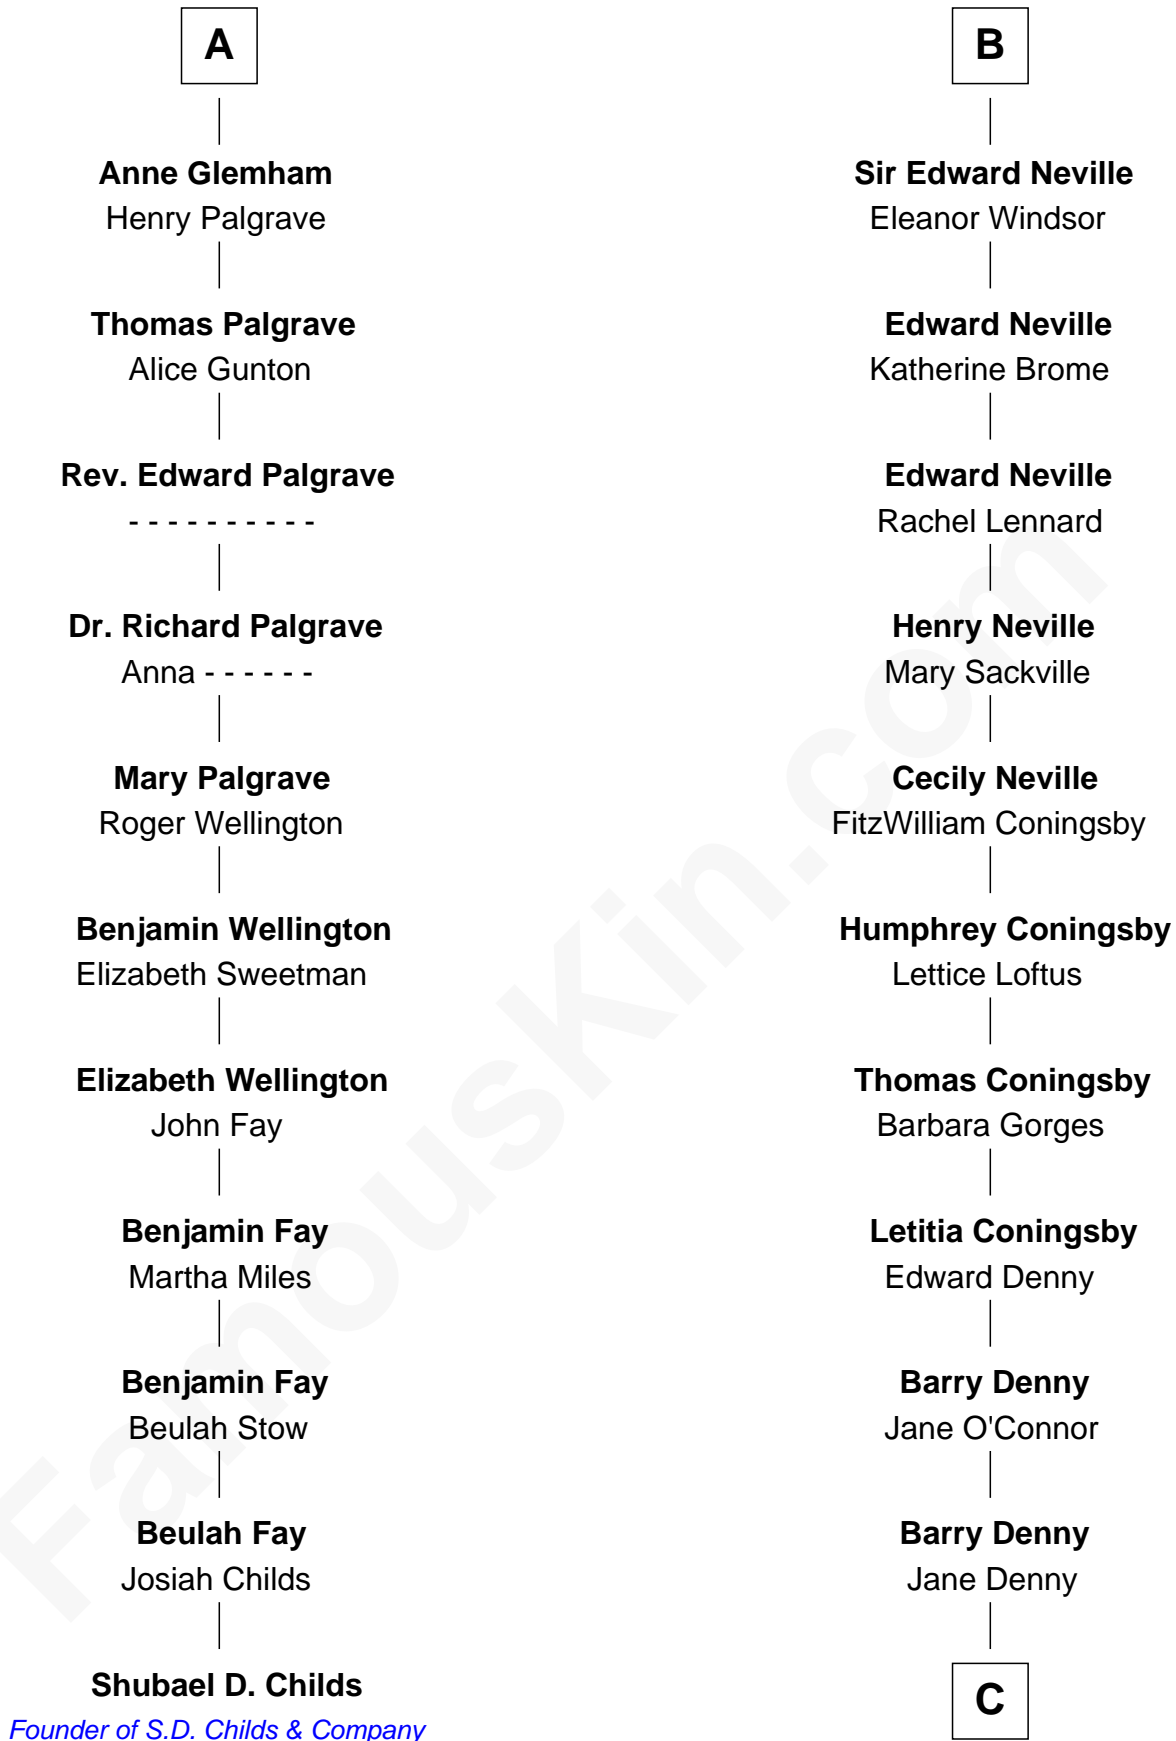 A
Anne Glemham
Henry Palgrave
Thomas Palgrave
Alice Gunton
Rev. Edward Palgrave
- - - - - - - - - -
Dr. Richard Palgrave
Anna - - - - - -
Mary Palgrave
Roger Wellington
Benjamin Wellington
Elizabeth Sweetman
Elizabeth Wellington
John Fay
Benjamin Fay
Martha Miles
Benjamin Fay
Beulah Stow
Beulah Fay
Josiah Childs
Shubael D. Childs
Founder of S.D. Childs & Company
B
Sir Edward Neville
Eleanor Windsor
Edward Neville
Katherine Brome
Edward Neville
Rachel Lennard
Henry Neville
Mary Sackville
Cecily Neville
FitzWilliam Coningsby
Humphrey Coningsby
Lettice Loftus
Thomas Coningsby
Barbara Gorges
Letitia Coningsby
Edward Denny
Barry Denny
Jane O'Connor
Barry Denny
Jane Denny
C
FamousKin.com